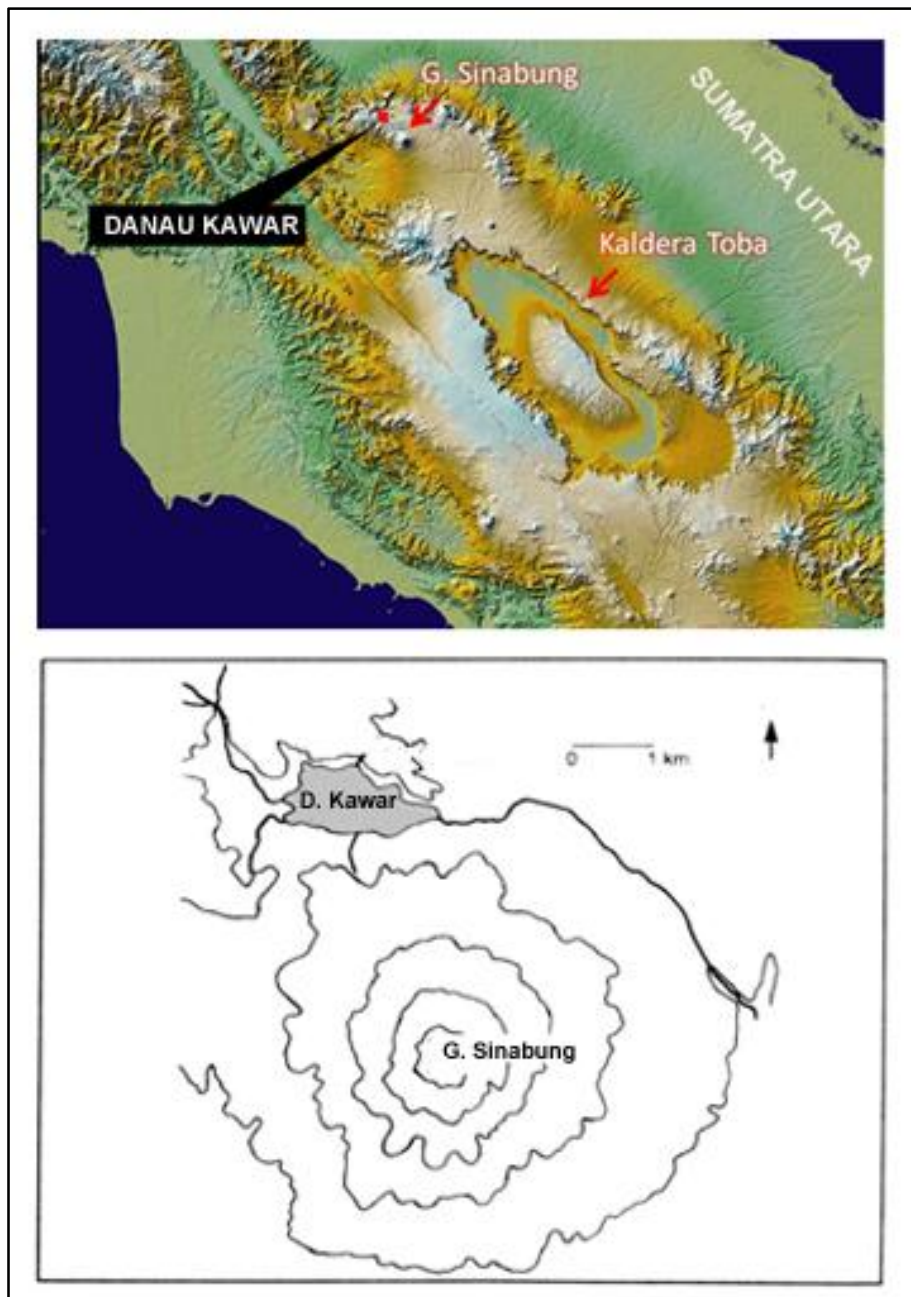 G. Sinabung
SUMATRA UTARA
DANAU KAWAR
Kaldera Toba
0 1 km
D. Kawar
G. Sinabung